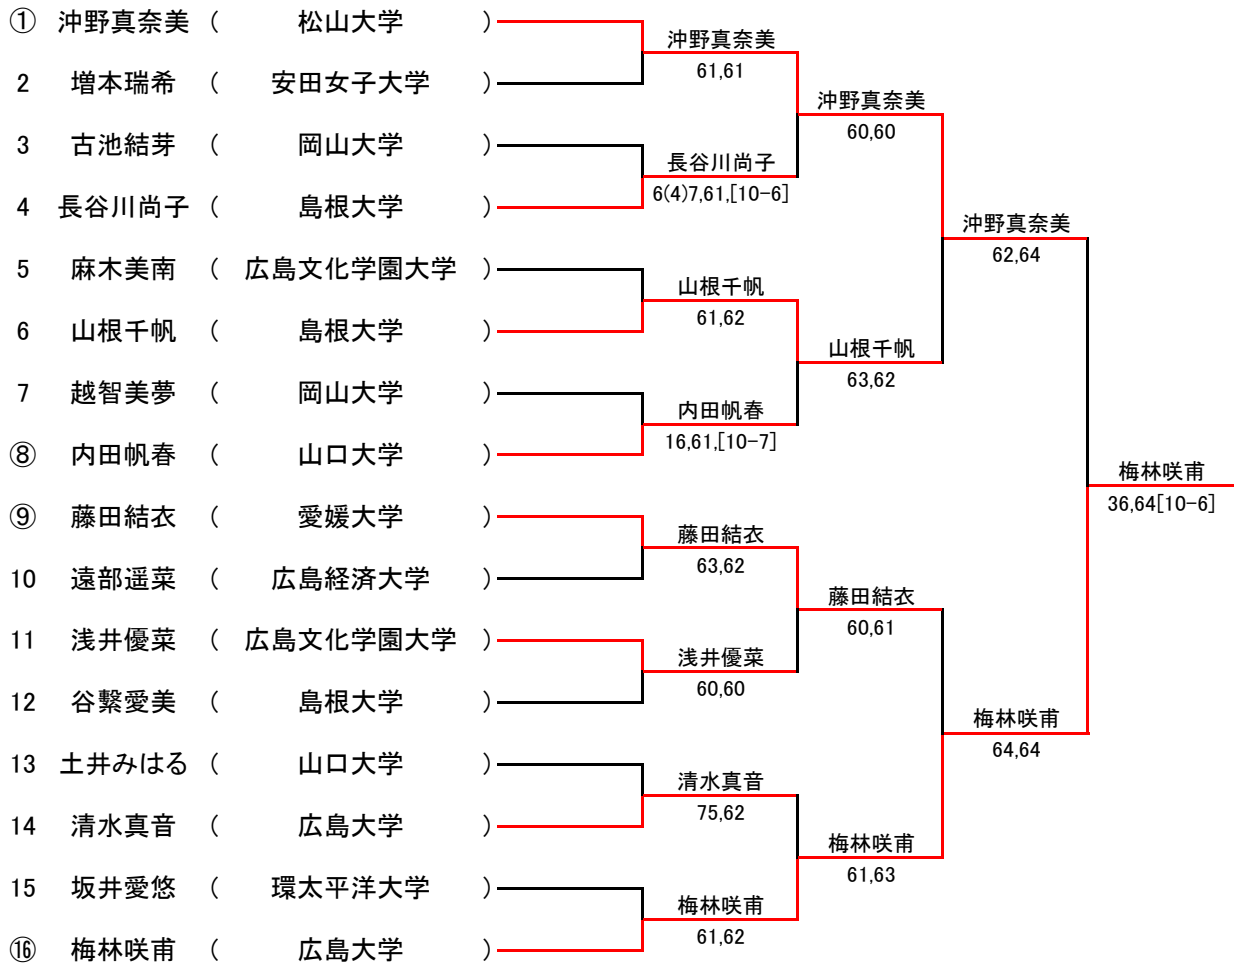 ① 沖野真奈美 ( 松山大学 )
沖野真奈美
61,61
2 増本瑞希 ( 安田女子大学 )
沖野真奈美
60,60
3 古池結芽 ( 岡山大学 )
長谷川尚子
6(4)7,61,[10-6]
4 長谷川尚子 ( 島根大学 )
沖野真奈美
62,64
5 麻木美南 ( 広島文化学園大学 )
山根千帆
61,62
6 山根千帆 ( 島根大学 )
山根千帆
63,62
7 越智美夢 ( 岡山大学 )
内田帆春
16,61,[10-7]
⑧ 内田帆春 ( 山口大学 )
梅林咲甫
36,64[10-6]
⑨ 藤田結衣 ( 愛媛大学 )
藤田結衣
63,62
10 遠部遥菜 ( 広島経済大学 )
藤田結衣
60,61
11 浅井優菜 ( 広島文化学園大学 )
浅井優菜
60,60
12 谷繫愛美 ( 島根大学 )
梅林咲甫
64,64
13 土井みはる ( 山口大学 )
清水真音
75,62
14 清水真音 ( 広島大学 )
梅林咲甫
61,63
15 坂井愛悠 ( 環太平洋大学 )
梅林咲甫
61,62
⑯ 梅林咲甫 ( 広島大学 )